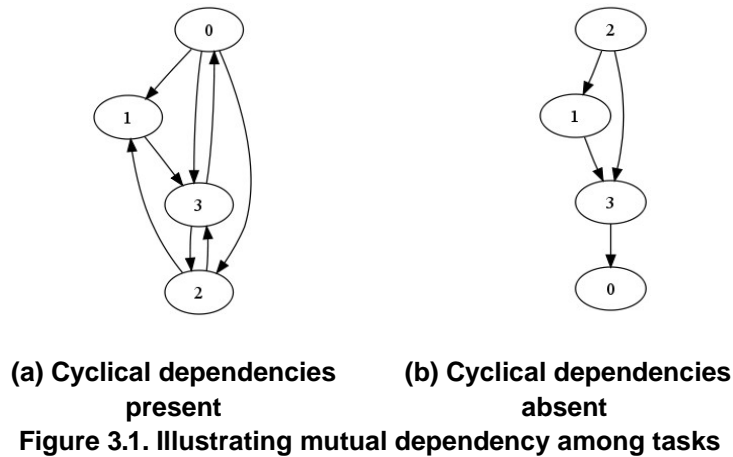 0
2
1
1
3
3
2
0
(a) Cyclical dependencies present
(b) Cyclical dependencies absent
Figure 3.1. Illustrating mutual dependency among tasks